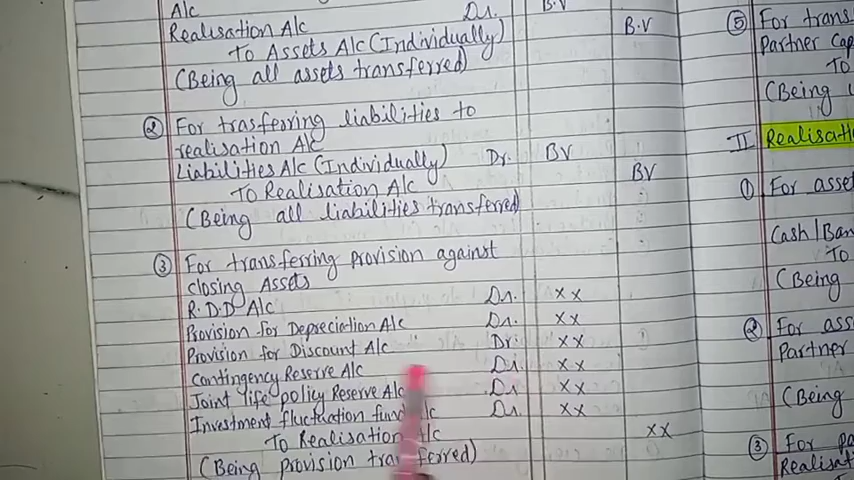 A/c
B.V
Realisation A/c Dr.
To Assets A/c (Individually) B.V
(Being all assets transferred)
② For trasferring liabilities to
realisation A/c
Liabilities A/c (Individually) Dr. BV
To Realisation A/c BV
(Being all liabilities transferred)
③ For transferring provision against
closing Assets
R.D.D A/c Dr. xx
Provision for Depreciation A/c Dr. xx
Provision for Discount A/c Dr. xx
Contingency Reserve A/c Dr. xx
Joint life policy Reserve A/c Dr xx
Investment fluctuation fund A/c Dr. xx
To Realisation A/c xx
(Being provision transferred)
⑤ For trans
Partner Cap
To
(Being
II Realisati
① For asse
Cash/Ban
To
(Being
② For ass
Partner
(Being
③ For pa
Realisat